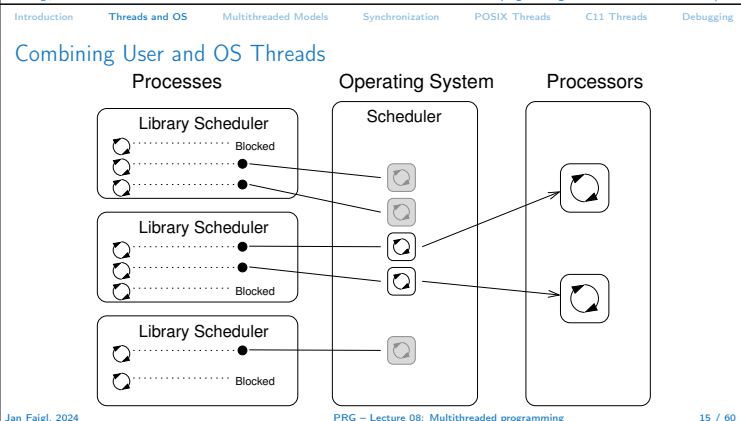 Introduction Threads and OS Multithreaded Models Synchronization POSIX Threads C11 Threads Debugging
Combining User and OS Threads
Processes Operating System Processors
Library Scheduler
Blocked
Scheduler
Library Scheduler
Blocked
Library Scheduler
Blocked
Jan Faigl, 2024 PRG – Lecture 08: Multithreaded programming 15 / 60